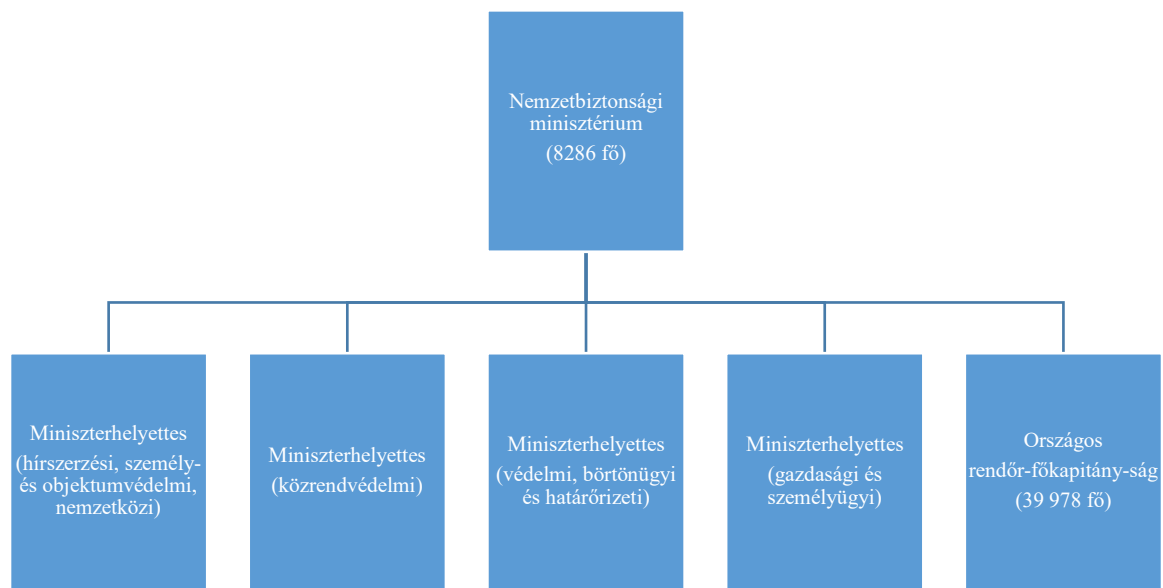 Nemzetbiztonsági
minisztérium
(8286 fő)
Miniszterhelyettes
(hírszerzési, személy-
és objektumvédelmi,
nemzetközi)
Miniszterhelyettes
(közrendvédelmi)
Miniszterhelyettes
(védelmi, börtönügyi
és határőrizeti)
Miniszterhelyettes
(gazdasági és
személyügyi)
Országos
rendőr-főkapitány-ság
(39 978 fő)